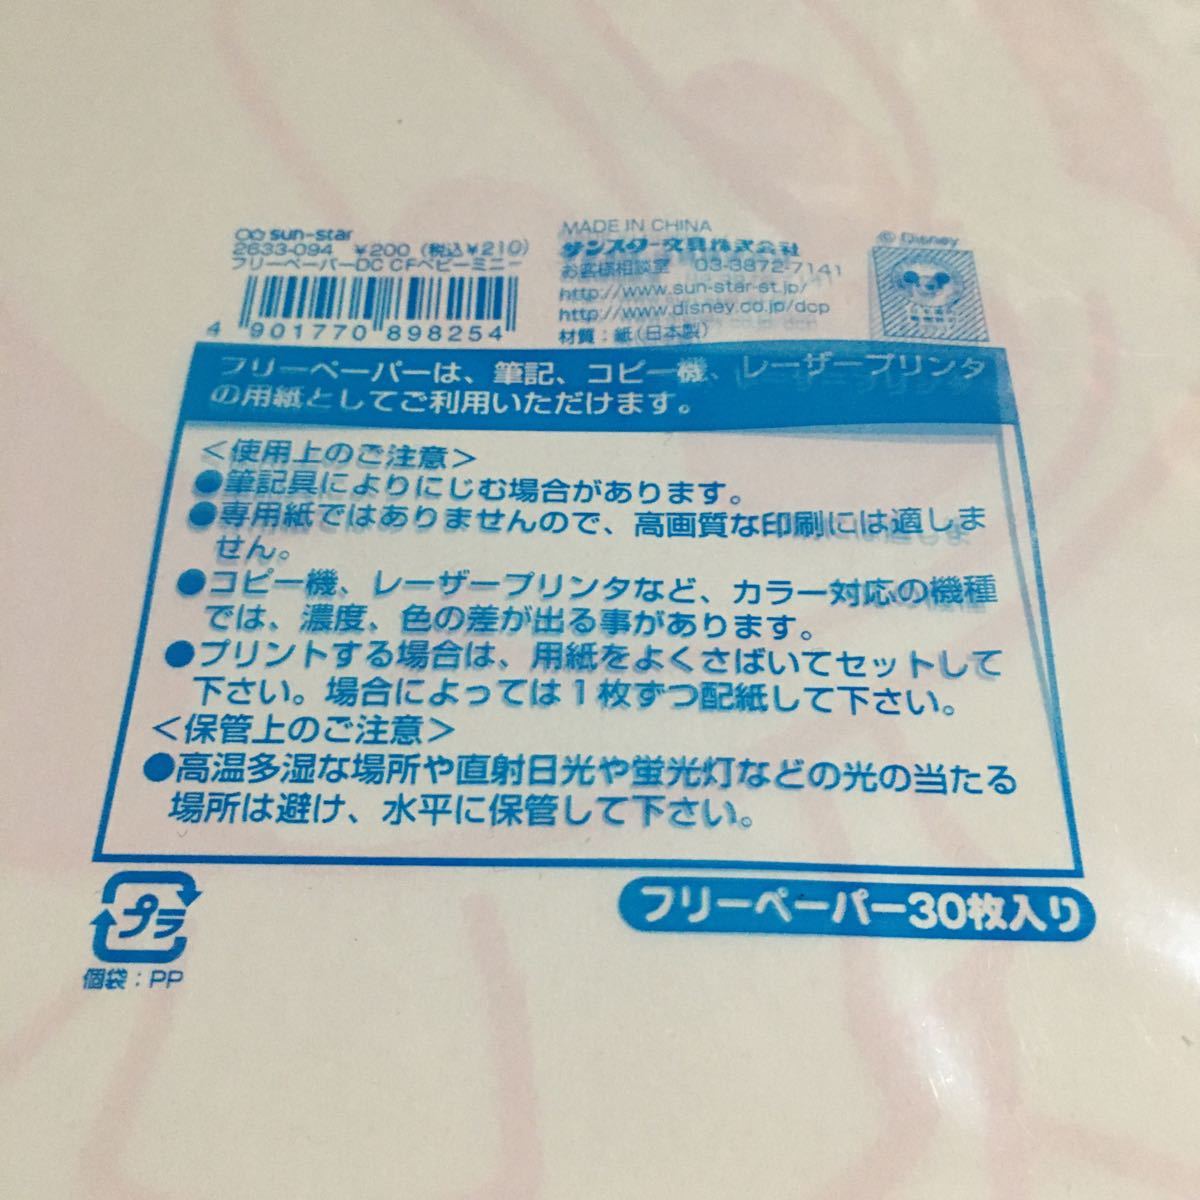 sun-star
2633-094 ¥200(税込¥210)
フリーペーパーDC CFベビーミニー
4 901770 898254
MADE IN CHINA
サンスター文具株式会社
お客様相談室 03-3872-7141
http://www.sun-star-st.jp/
http://www.disney.co.jp/dcp
材質:紙(日本製)
© Disney
フリーペーパーは、筆記、コピー機、レーザープリンタ
の用紙としてご利用いただけます。
<使用上のご注意>
●筆記具によりにじむ場合があります。
●専用紙ではありませんので、高画質な印刷には適しま
せん。
●コピー機、レーザープリンタなど、カラー対応の機種
では、濃度、色の差が出る事があります。
●プリントする場合は、用紙をよくさばいてセットして
下さい。場合によっては1枚ずつ配紙して下さい。
<保管上のご注意>
●高温多湿な場所や直射日光や蛍光灯などの光の当たる
場所は避け、水平に保管して下さい。
プラ
個袋:PP
フリーペーパー30枚入り